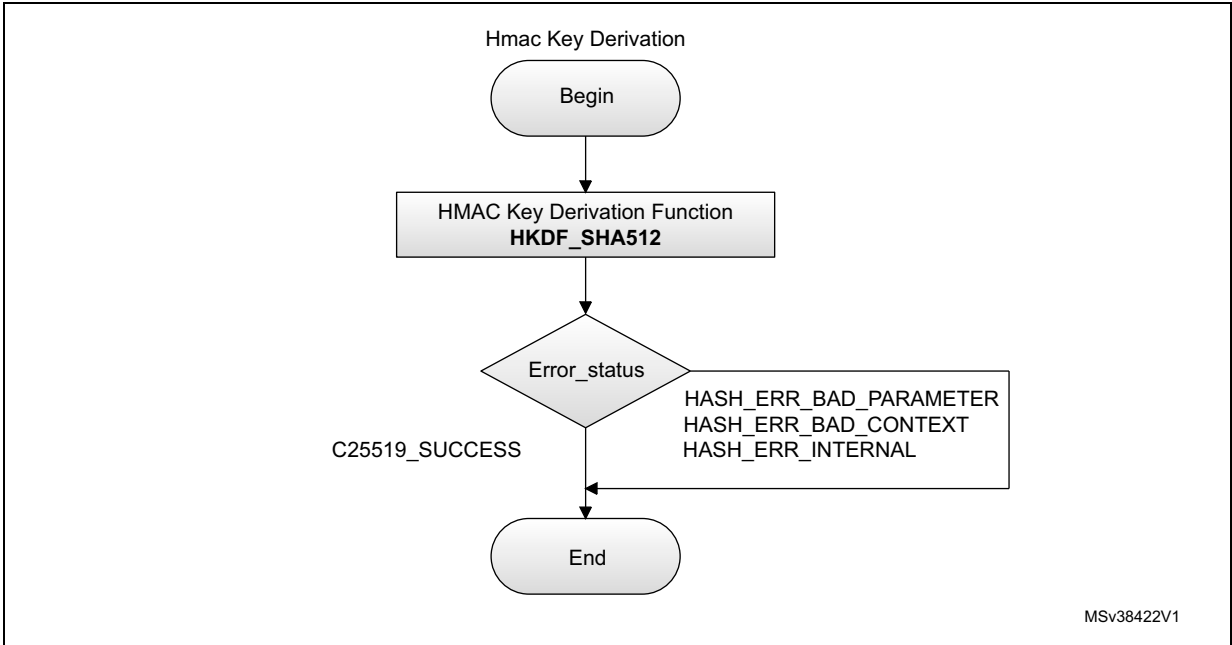 Hmac Key Derivation
Begin
HMAC Key Derivation Function
HKDF_SHA512
Error_status
HASH_ERR_BAD_PARAMETER
HASH_ERR_BAD_CONTEXT
C25519_SUCCESS
HASH_ERR_INTERNAL
End
MSv38422V1